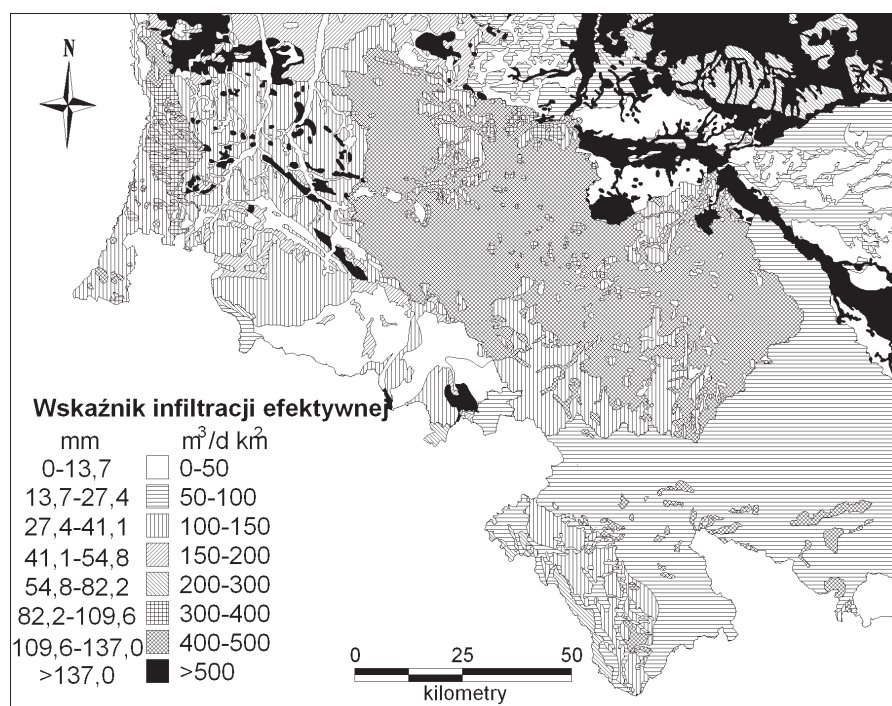 N
Wskaźnik infiltracji efektywnej
mm m³/d km²
0-13,7 0-50
13,7-27,4 50-100
27,4-41,1 100-150
41,1-54,8 150-200
54,8-82,2 200-300
82,2-109,6 300-400
109,6-137,0 400-500
>137,0 >500
0 25 50
kilometry